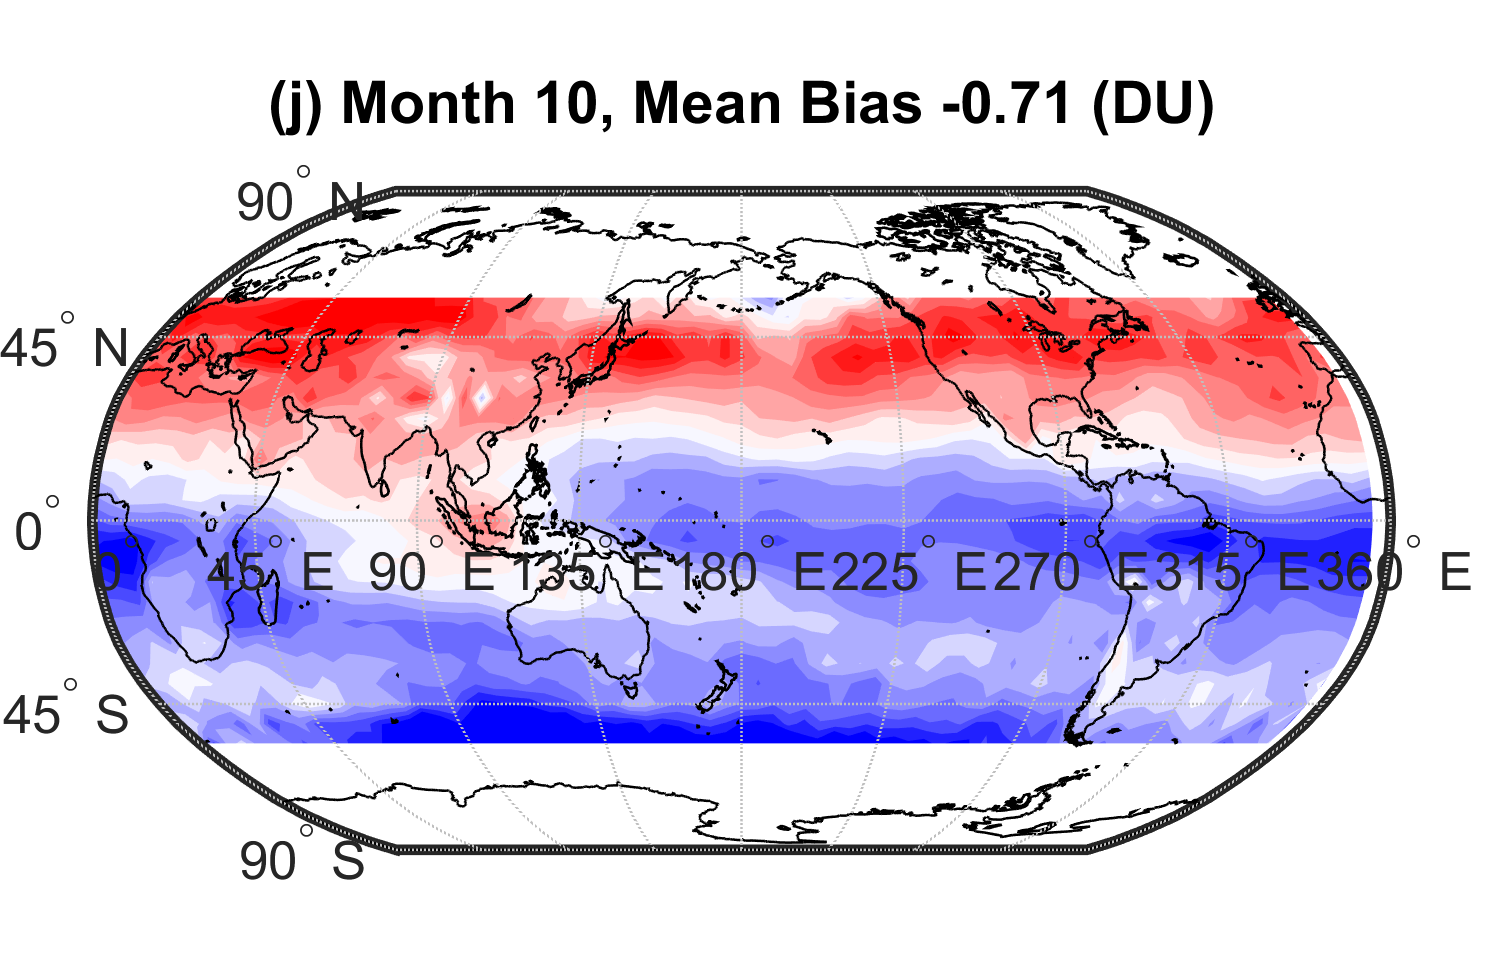 (j) Month 10, Mean Bias -0.71 (DU)
90° N
45° N
0°
0° 45° E 90° E 135° E 180° E 225° E 270° E 315° E 360° E
45° S
90° S